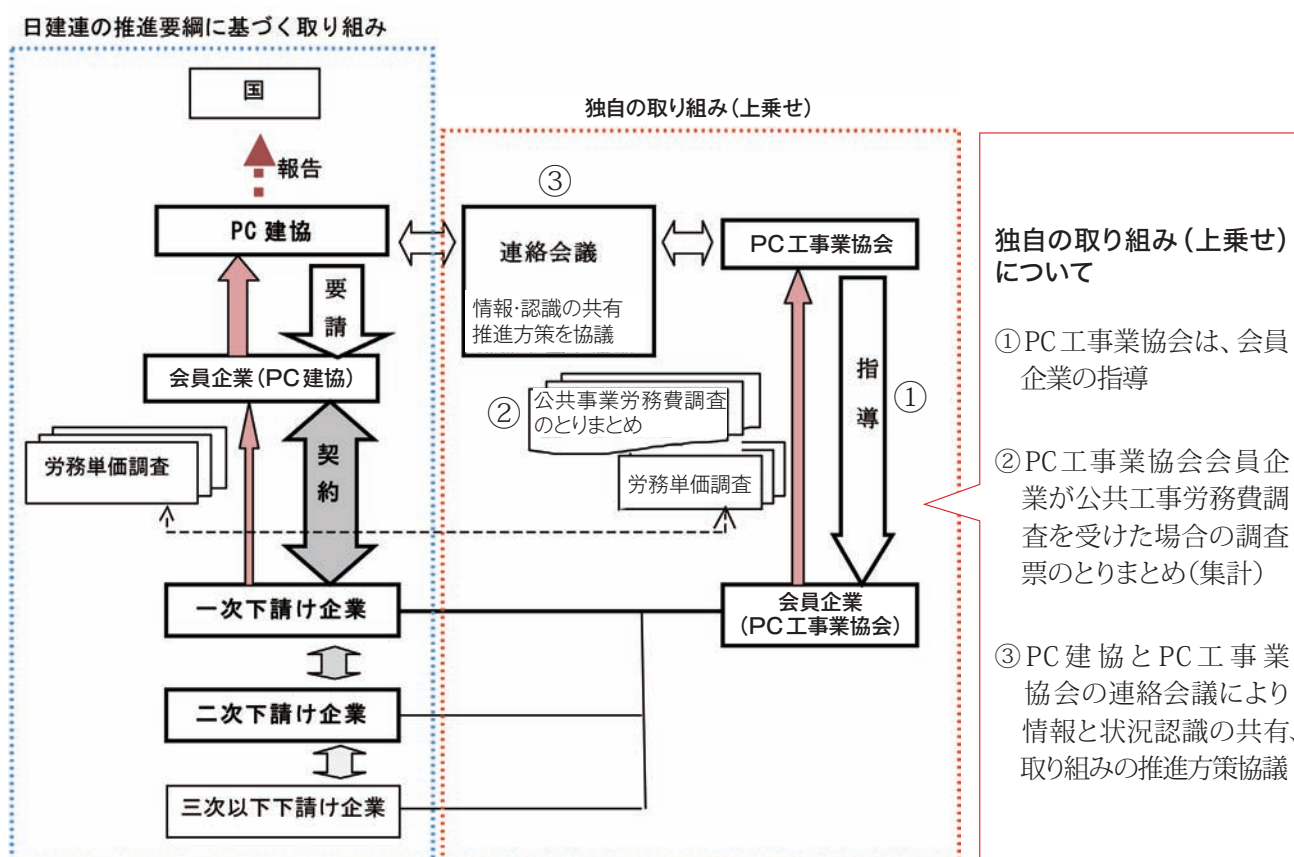 日建連の推進要綱に基づく取り組み
国
報告
PC 建協
要請
会員企業(PC建協)
労務単価調査
契約
一次下請け企業
二次下請け企業
三次以下下請け企業
独自の取り組み(上乗せ)
③
連絡会議
情報・認識の共有
推進方策を協議
PC工事業協会
②
公共事業労務費調査
のとりまとめ
労務単価調査
指導
①
会員企業
(PC工事業協会)
独自の取り組み(上乗せ)
について
①PC工事業協会は、会員
企業の指導
②PC工事業協会会員企
業が公共工事労務費調
査を受けた場合の調査
票のとりまとめ(集計)
③PC建協とPC工事業
協会の連絡会議により
情報と状況認識の共有、
取り組みの推進方策協議